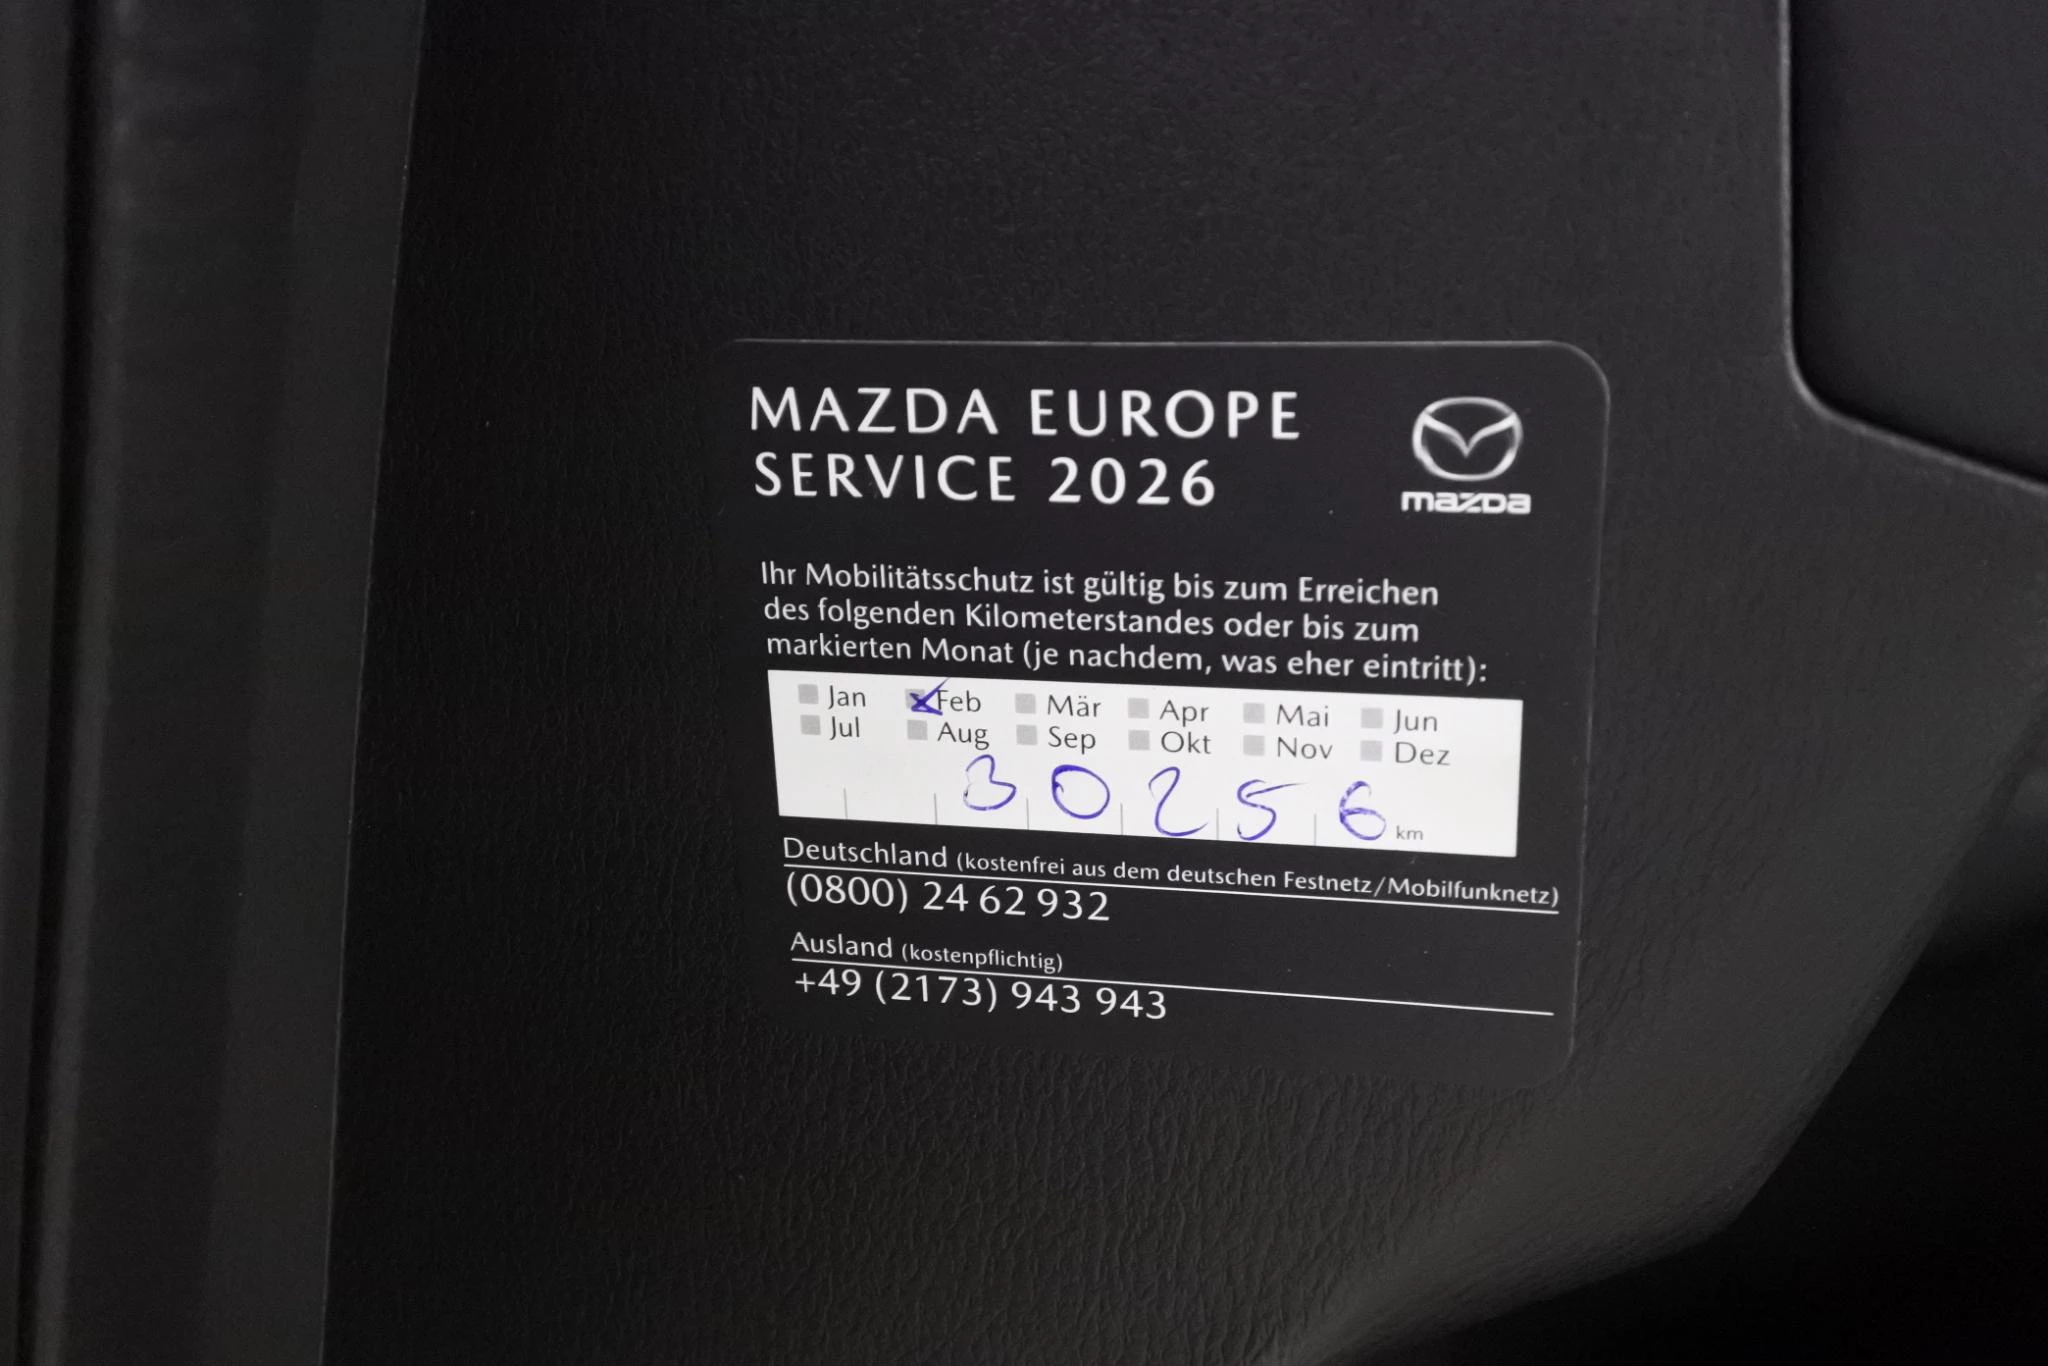 MAZDA EUROPE
SERVICE 2026
mazda
Ihr Mobilitätsschutz ist gültig bis zum Erreichen
des folgenden Kilometerstandes oder bis zum
markierten Monat (je nachdem, was eher eintritt):
Jan Feb Mär Apr Mai Jun
Jul Aug Sep Okt Nov Dez
30256 km
Deutschland (kostenfrei aus dem deutschen Festnetz/Mobilfunknetz)
(0800) 24 62 932
Ausland (kostenpflichtig)
+49 (2173) 943 943